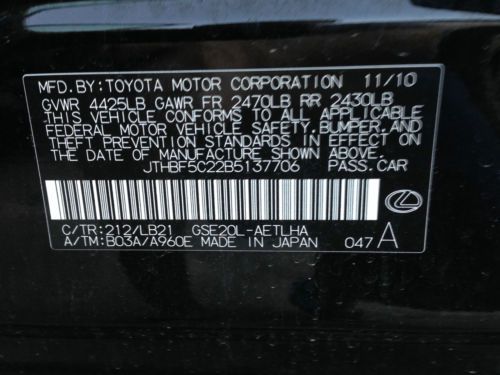 MFD.BY:TOYOTA MOTOR CORPORATION 11/10
GVWR 4425LB GAWR FR 2470LB RR 2430LB
THIS VEHICLE CONFORMS TO ALL APPLICABLE
FEDERAL MOTOR VEHICLE SAFETY,BUMPER,AND
THEFT PREVENTION STANDARDS IN EFFECT ON
THE DATE OF MANUFACTURE SHOWN ABOVE.
JTHBF5C22B5137706 PASS.CAR
C/TR:212/LB21 GSE20L-AETLHA
A/TM:B03A/A960E MADE IN JAPAN 047 A